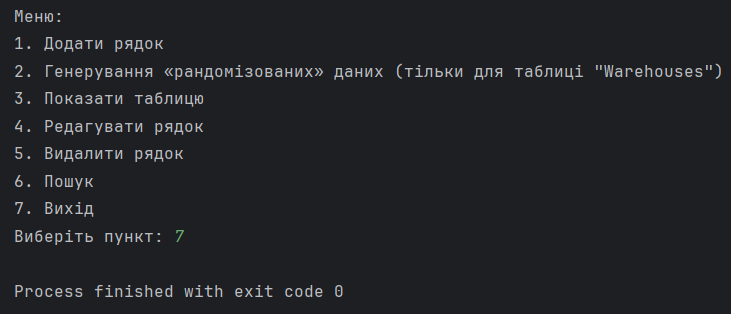 Меню:
1. Додати рядок
2. Генерування «рандомізованих» даних (тільки для таблиці "Warehouses")
3. Показати таблицю
4. Редагувати рядок
5. Видалити рядок
6. Пошук
7. Вихід
Виберіть пункт: 7
Process finished with exit code 0